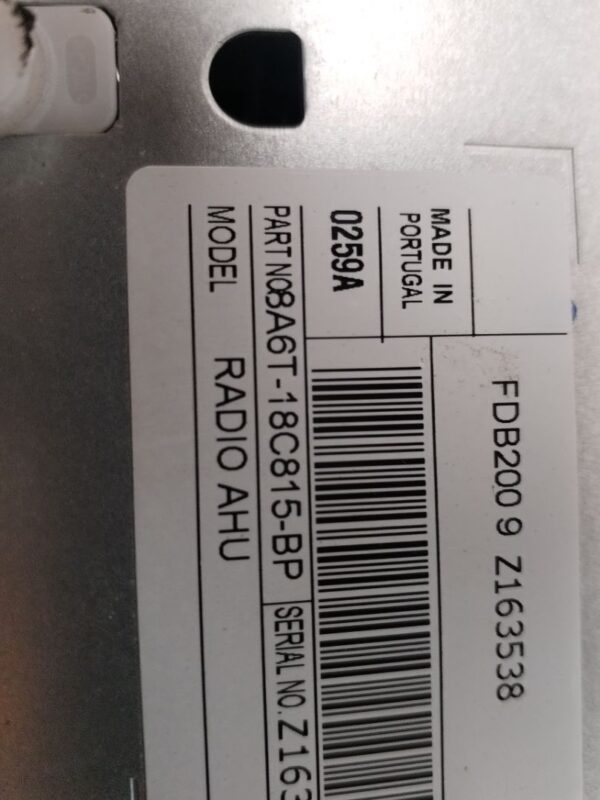 FDB200 9 Z163538
MADE IN
PORTUGAL
0259A
PART NO.8A6T-18C815-BP
SERIAL NO. Z163
MODEL RADIO AHU